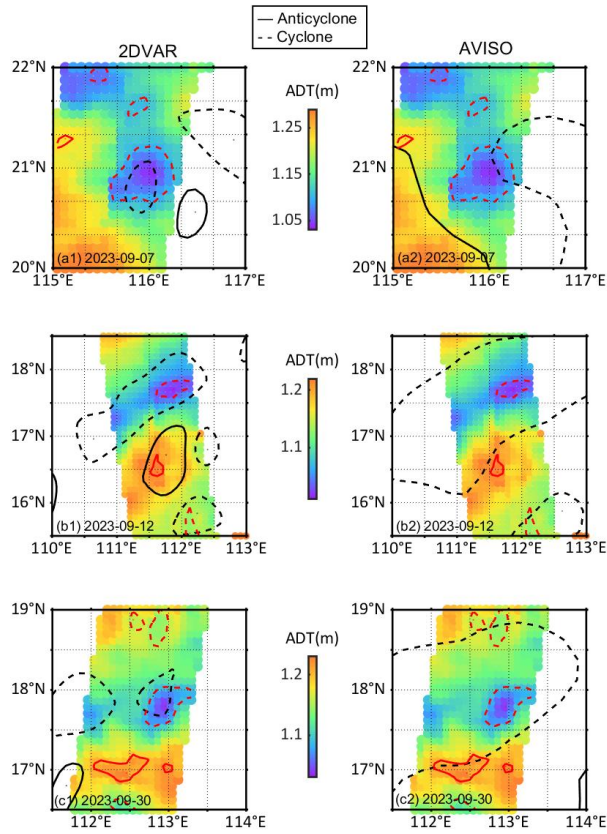 Anticyclone
Cyclone
2DVAR
AVISO
22°N
21°N
20°N
115°E
116°E
117°E
(a1) 2023-09-07
ADT(m)
1.25
1.15
1.05
22°N
21°N
20°N
115°E
116°E
117°E
(a2) 2023-09-07
18°N
17°N
16°N
110°E
111°E
112°E
113°E
(b1) 2023-09-12
ADT(m)
1.2
1.1
18°N
17°N
16°N
110°E
111°E
112°E
113°E
(b2) 2023-09-12
19°N
18°N
17°N
112°E
113°E
114°E
(c1) 2023-09-30
ADT(m)
1.2
1.1
19°N
18°N
17°N
112°E
113°E
114°E
(c2) 2023-09-30